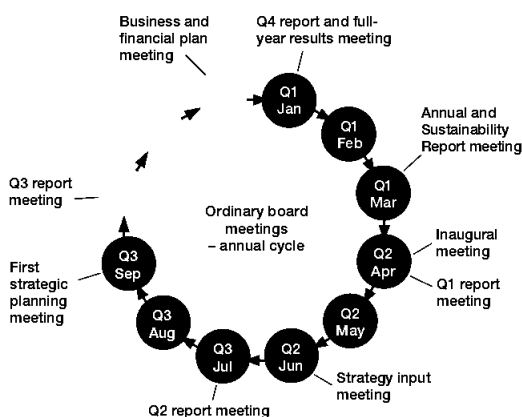 Business and
financial plan
meeting
Q4 report and full-
year results meeting
Q1
Jan
Q1
Feb
Annual and
Sustainability
Report meeting
Q1
Mar
Q3 report
meeting
Ordinary board
meetings
– annual cycle
Inaugural
meeting
Q2
Apr
Q1 report
meeting
First
strategic
planning
meeting
Q3
Sep
Q2
May
Q3
Aug
Q2
Jun
Q3
Jul
Strategy input
meeting
Q2 report meeting